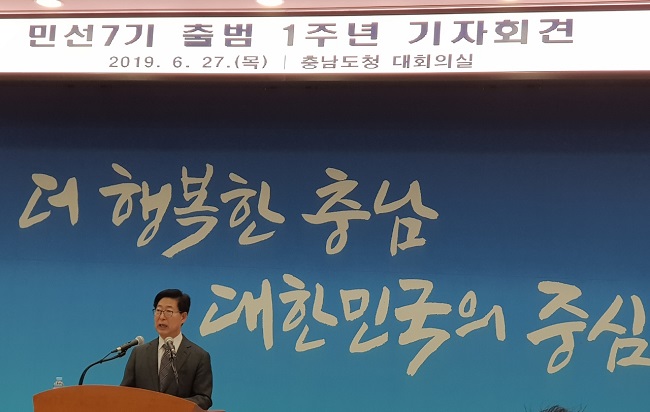 민선7기 출범 1주년 기자회견
2019. 6. 27.(목) | 충남도청 대회의실
더 행복한 충남
대한민국의 중심